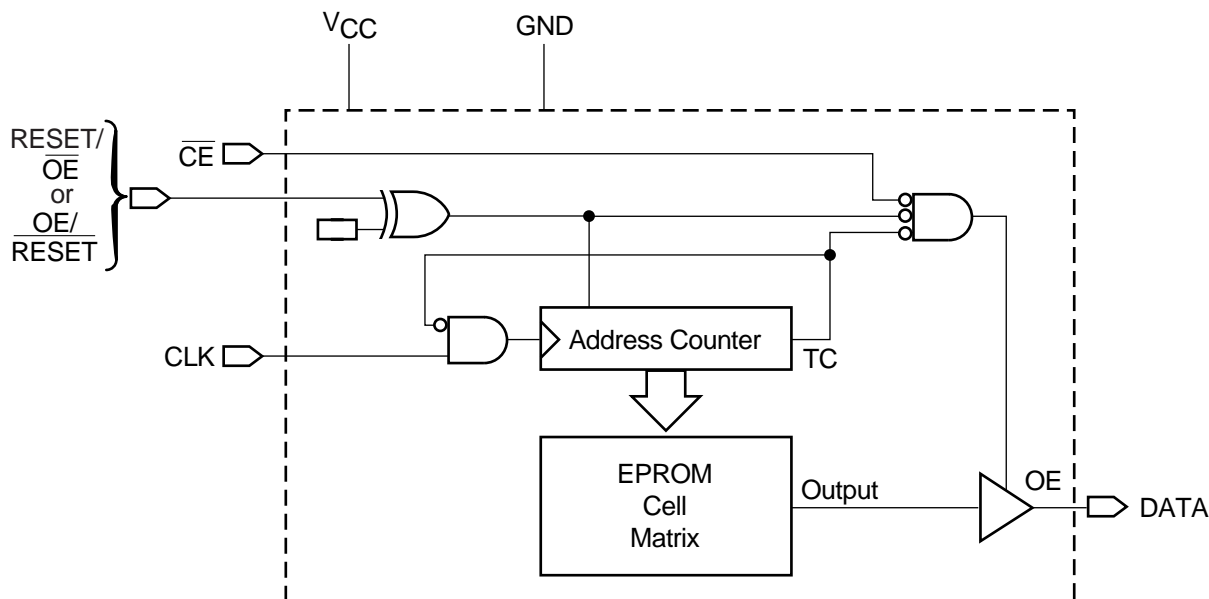 VCC
GND
RESET/
OE
or
OE/
RESET
CE
CLK
Address Counter
TC
EPROM
Cell
Matrix
Output
OE
DATA